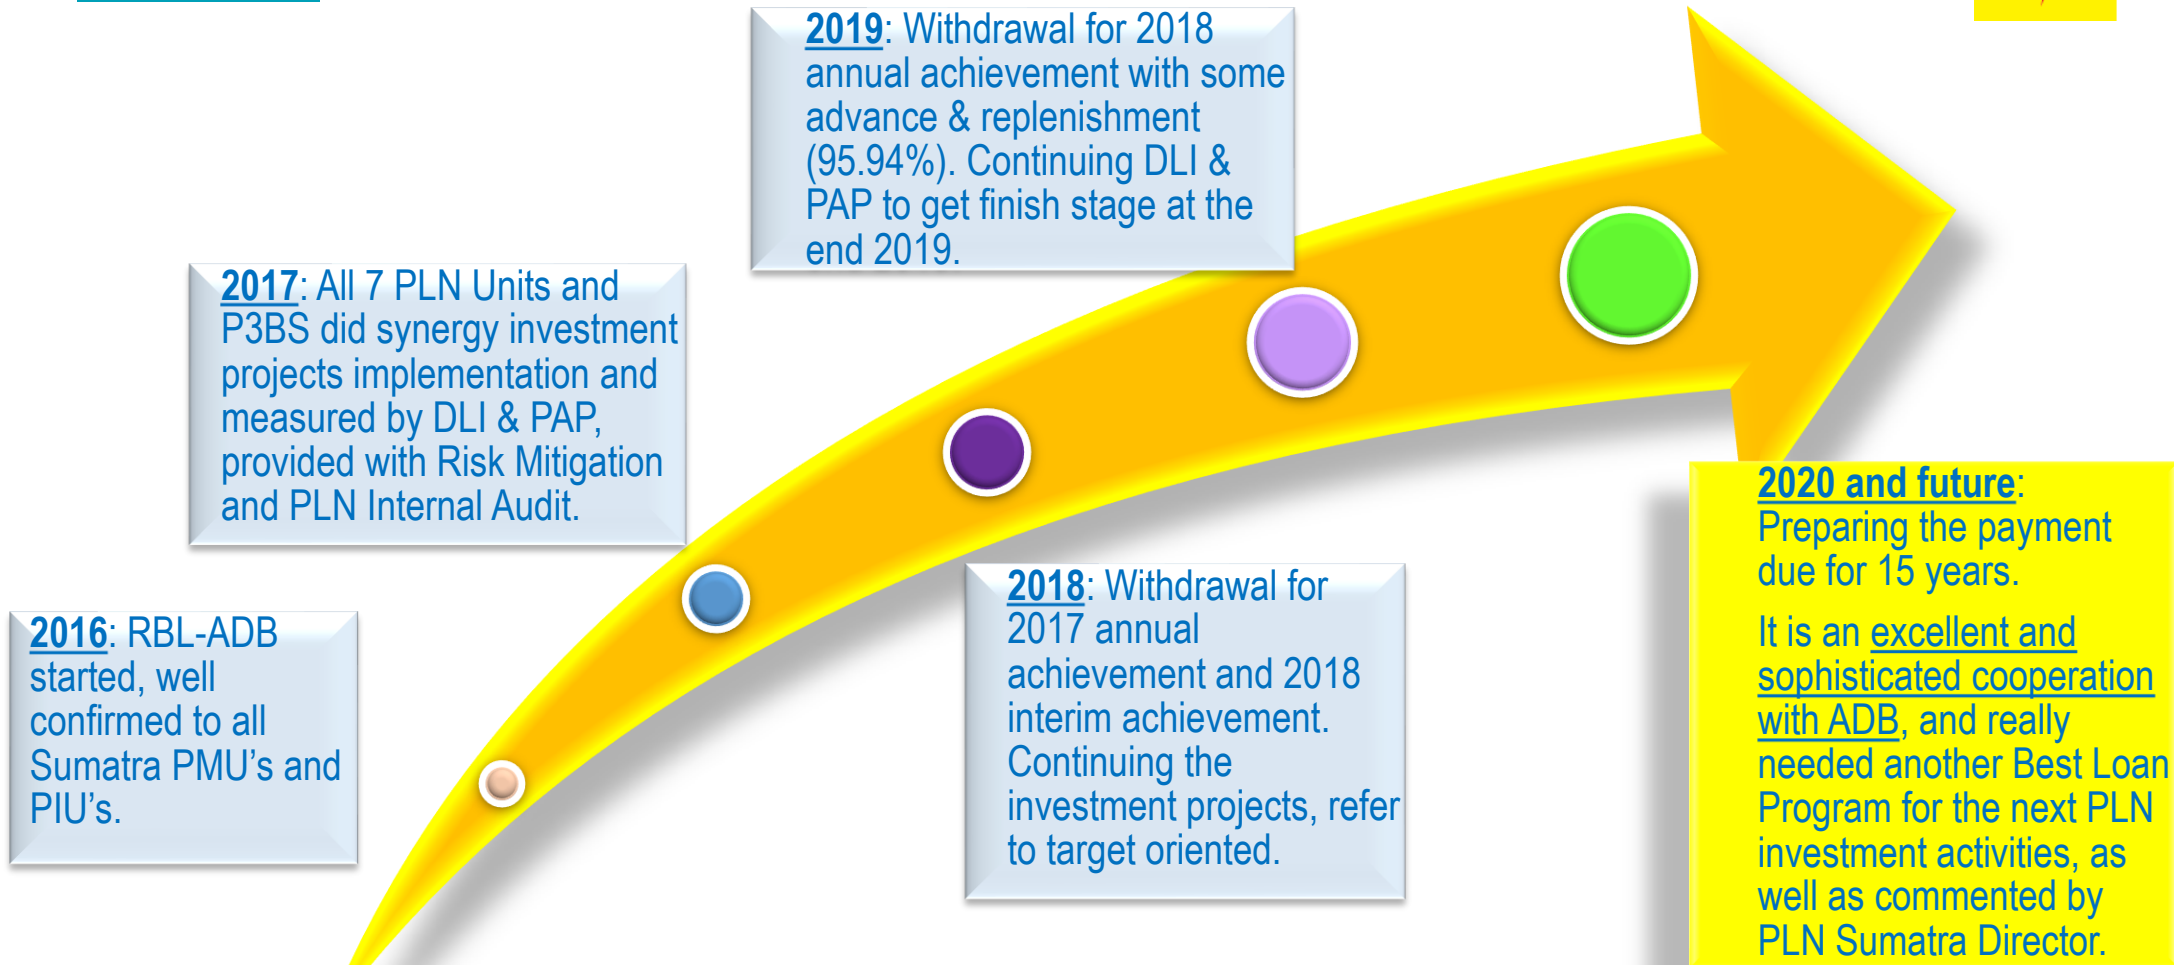 2016: RBL-ADB
started, well
confirmed to all
Sumatra PMU's and
PIU's.
2017: All 7 PLN Units and
P3BS did synergy investment
projects implementation and
measured by DLI & PAP,
provided with Risk Mitigation
and PLN Internal Audit.
2018: Withdrawal for
2017 annual
achievement and 2018
interim achievement.
Continuing the
investment projects, refer
to target oriented.
2019: Withdrawal for 2018
annual achievement with some
advance & replenishment
(95.94%). Continuing DLI &
PAP to get finish stage at the
end 2019.
2020 and future:
Preparing the payment
due for 15 years.
It is an excellent and
sophisticated cooperation
with ADB, and really
needed another Best Loan
Program for the next PLN
investment activities, as
well as commented by
PLN Sumatra Director.